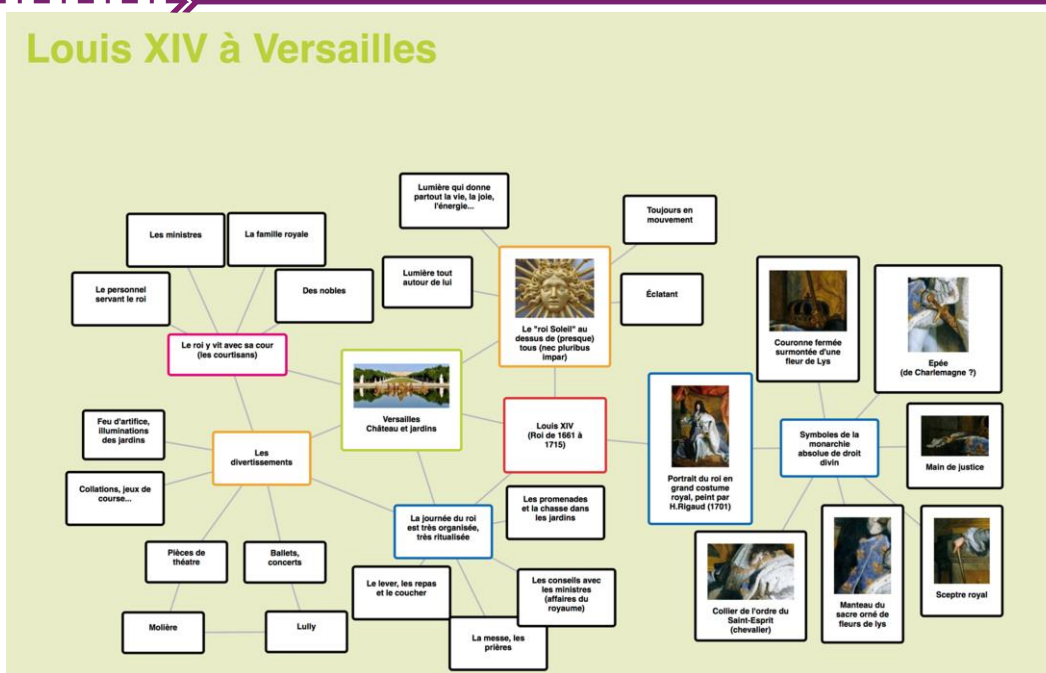 Louis XIV à Versailles
Lumière qui donne
partout la vie, la joie,
l'énergie...
Toujours en
mouvement
Les ministres
La famille royale
Le personnel
servant le roi
Des nobles
Lumière tout
autour de lui
Éclatant
Le "roi Soleil" au
dessus de (presque)
tous (nec pluribus
impar)
Le roi y vit avec sa cour
(les courtisans)
Couronne fermée
surmontée d'une
fleur de Lys
Epée
(de Charlemagne ?)
Versailles
Château et jardins
Louis XIV
(Roi de 1661 à
1715)
Feu d'artifice,
illuminations
des jardins
Les
divertissements
Symboles de la
monarchie
absolue de droit
divin
Main de justice
Collations, jeux de
course...
Portrait du roi en
grand costume
royal, peint par
H.Rigaud (1701)
La journée du roi
est très organisée,
très ritualisée
Les promenades
et la chasse dans
les jardins
Pièces de
théatre
Ballets,
concerts
Le lever, les repas
et le coucher
Les conseils avec
les ministres
(affaires du
royaume)
Collier de l'ordre du
Saint-Esprit
(chevalier)
Manteau du
sacre orné de
fleurs de lys
Sceptre royal
Molière
Lully
La messe, les
prières